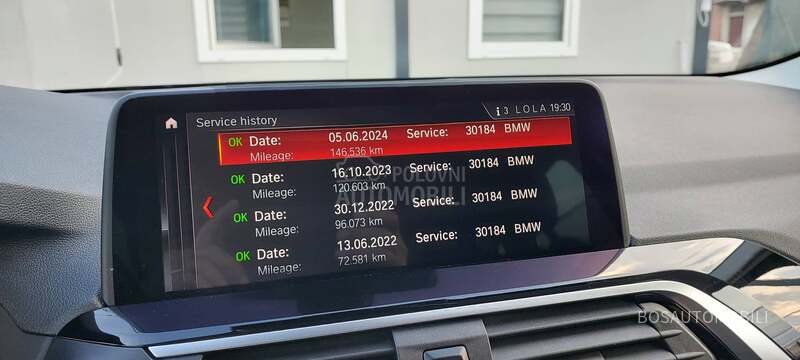 Service history
i 3 LOLA 19:30
OK Date: 05.06.2024 Service: 30184 BMW
Mileage: 146.536 km
OK Date: 16.10.2023 Service: 30184 BMW
Mileage: 120.603 km
OK Date: 30.12.2022 Service: 30184 BMW
Mileage: 96.073 km
OK Date: 13.06.2022 Service: 30184 BMW
Mileage: 72.581 km
POLOVNI
AUTOMOBILI
BOSAUTOMOBILI